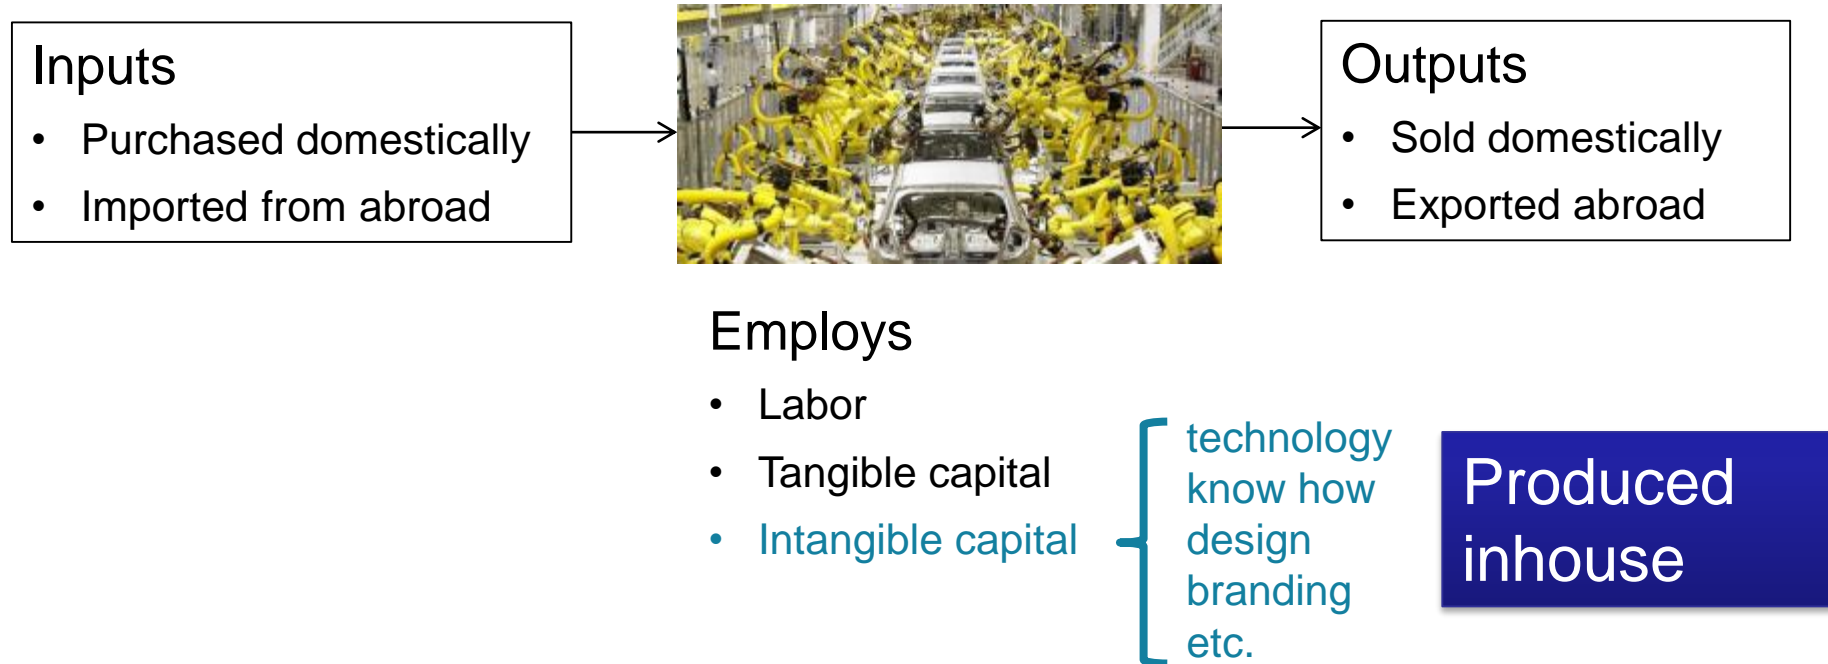 Inputs
• Purchased domestically
• Imported from abroad
Outputs
• Sold domestically
• Exported abroad
Employs
• Labor
• Tangible capital
• Intangible capital
technology
know how
design
branding
etc.
Produced
inhouse